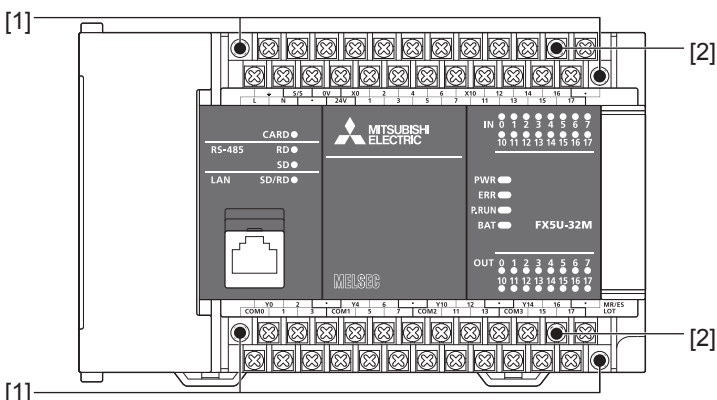 [1]
[2]
S/S 0V X0 2 4 6 X10 12 14 16 •
L N • 24V 1 3 5 7 11 13 15 17
CARD
RS-485 RD
SD
LAN SD/RD
MITSUBISHI
ELECTRIC
MELSEC
IN 0 1 2 3 4 5 6 7
10 11 12 13 14 15 16 17
PWR
ERR
P.RUN
BAT FX5U-32M
OUT 0 1 2 3 4 5 6 7
10 11 12 13 14 15 16 17
Y0 2 • Y4 6 • Y10 12 • Y14 16 • MR/ES
COM0 1 3 COM1 5 7 COM2 11 13 COM3 15 17 LOT
[2]
[1]